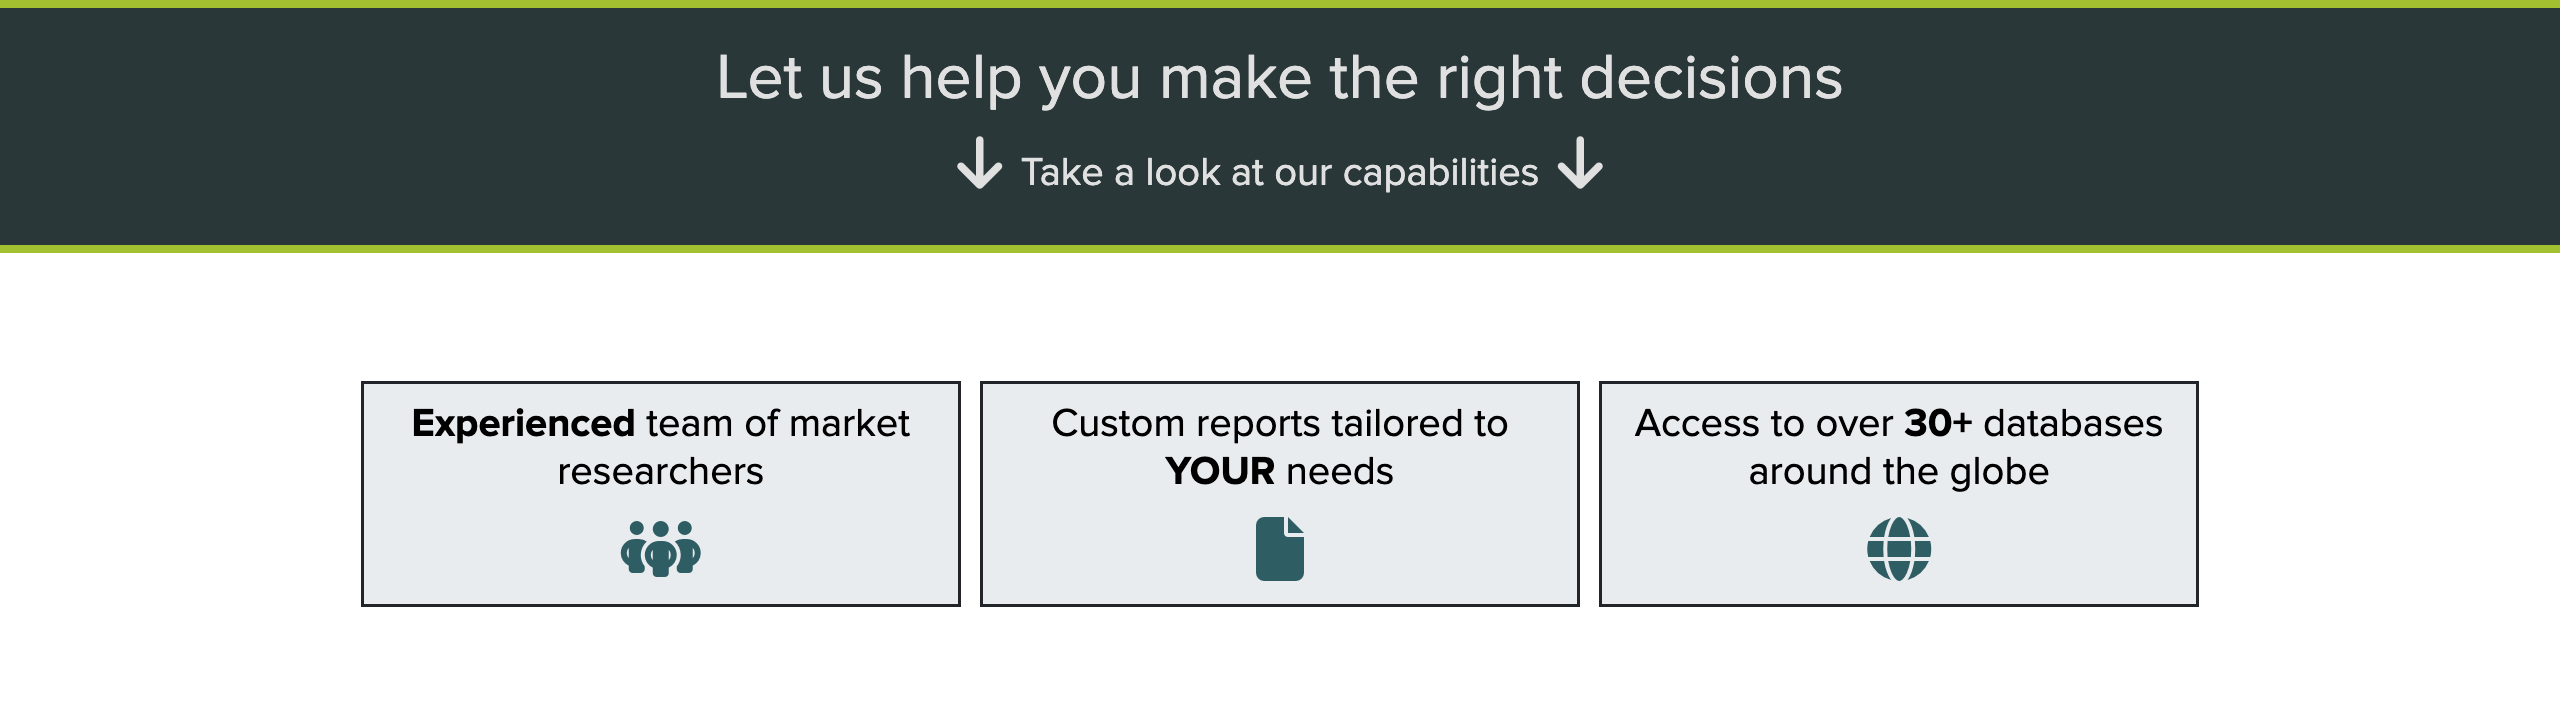 Let us help you make the right decisions
Take a look at our capabilities
Experienced team of market
researchers
Custom reports tailored to
YOUR needs
Access to over 30+ databases
around the globe